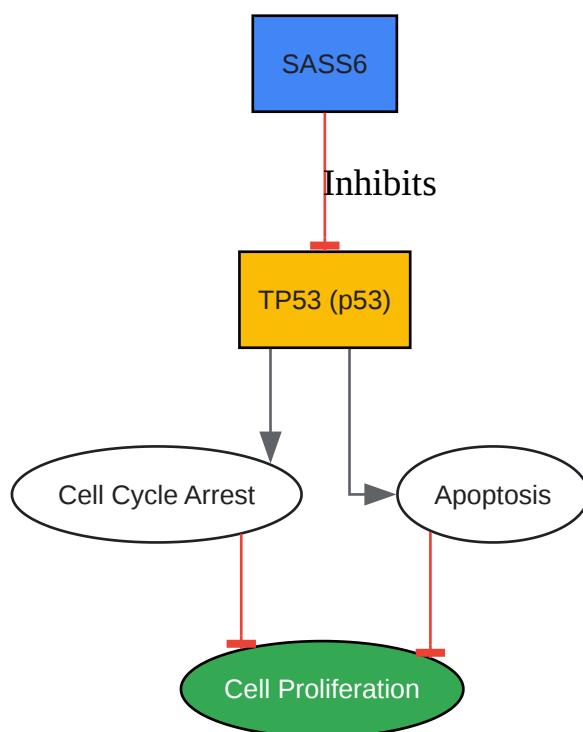 SASS6
Inhibits
TP53 (p53)
Cell Cycle Arrest
Apoptosis
Cell Proliferation